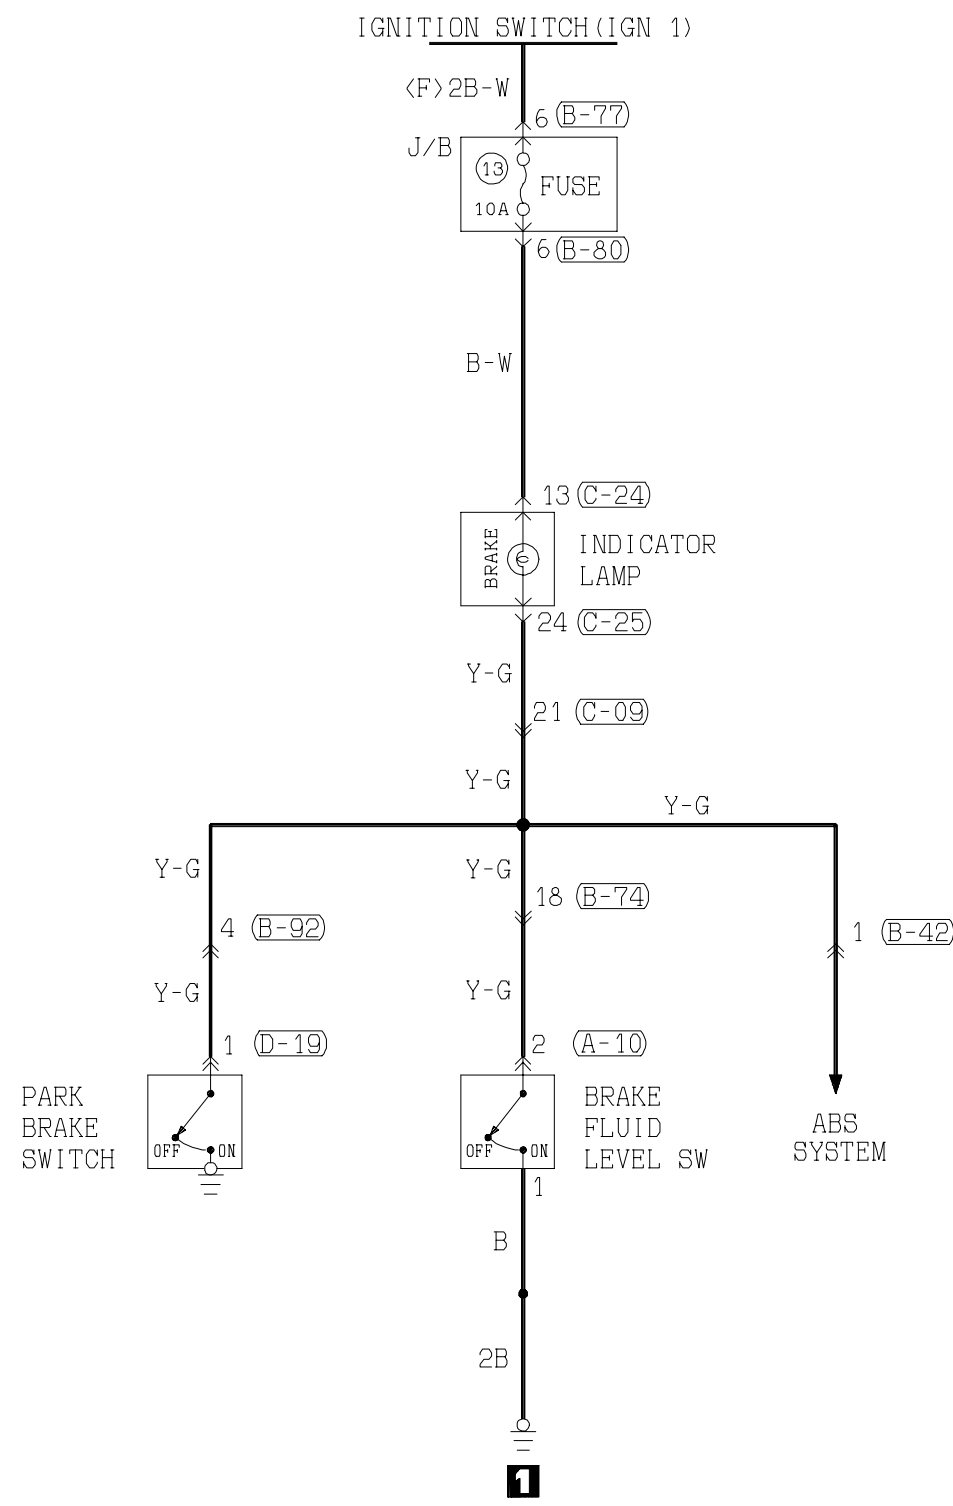 IGNITION SWITCH(IGN 1)
<F>2B-W
6 (B-77)
J/B
13
FUSE
10A
6 (B-80)
B-W
13 (C-24)
BRAKE
INDICATOR
LAMP
24 (C-25)
Y-G
21 (C-09)
Y-G
Y-G
Y-G
Y-G
18 (B-74)
4 (B-92)
1 (B-42)
Y-G
Y-G
1 (D-19)
2 (A-10)
PARK
BRAKE
SWITCH
OFF
ON
OFF
ON
BRAKE
FLUID
LEVEL SW
ABS
SYSTEM
1
B
2B
1